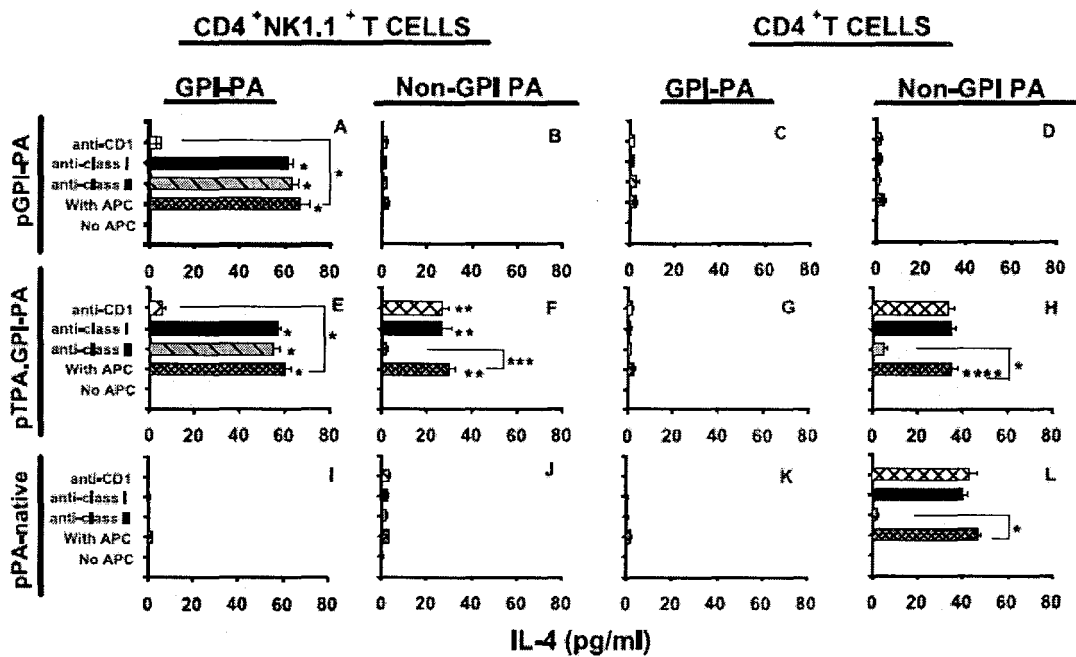 CD4 +NK1.1 + T CELLS
CD4 +T CELLS
GPI-PA
Non-GPI PA
GPI-PA
Non-GPI PA
pGPI-PA
anti-CD1
anti-class I
anti-class II
With APC
No APC
A
*
*
*
*
B
C
D
0 20 40 60 80
0 20 40 60 80
0 20 40 60 80
0 20 40 60 80
pTPA.GPI-PA
anti-CD1
anti-class I
anti-class II
With APC
No APC
E
*
*
*
*
F
**
**
***
**
G
H
*
****
0 20 40 60 80
0 20 40 60 80
0 20 40 60 80
0 20 40 60 80
pPA-native
anti-CD1
anti-class I
anti-class II
With APC
No APC
I
J
K
L
*
0 20 40 60 80
0 20 40 60 80
0 20 40 60 80
0 20 40 60 80
IL-4 (pg/ml)